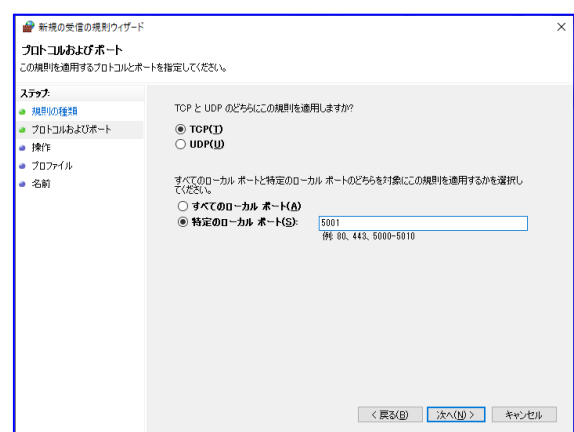 新規の受信の規則ウィザード
プロトコルおよびポート
この規則を適用するプロトコルとポートを指定してください。
ステップ:
規則の種類
プロトコルおよびポート
操作
プロファイル
名前
TCP と UDP のどちらにこの規則を適用しますか?
TCP(T)
UDP(U)
すべてのローカル ポートと特定のローカル ポートのどちらを対象にこの規則を適用するかを選択し
てください。
すべてのローカル ポート(A)
特定のローカル ポート(S):
5001
例: 80、443、5000-5010
< 戻る(B)
次へ(N) >
キャンセル